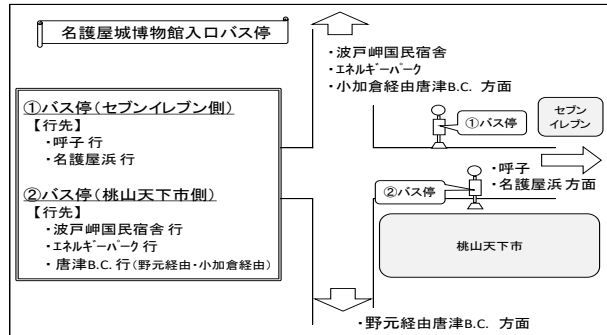 名護屋城博物館入口バス停
①バス停（セブンイレブン側）
【行先】
・呼子 行
・名護屋浜 行
②バス停（桃山天下市側）
【行先】
・波戸岬国民宿舎 行
・エネルギーパーク 行
・唐津B.C. 行（野元経由・小加倉経由）
・波戸岬国民宿舎
・エネルギーパーク
・小加倉経由唐津B.C. 方面
①バス停
セブン
イレブン
・呼子
・名護屋浜 方面
②バス停
桃山天下市
・野元経由唐津B.C. 方面